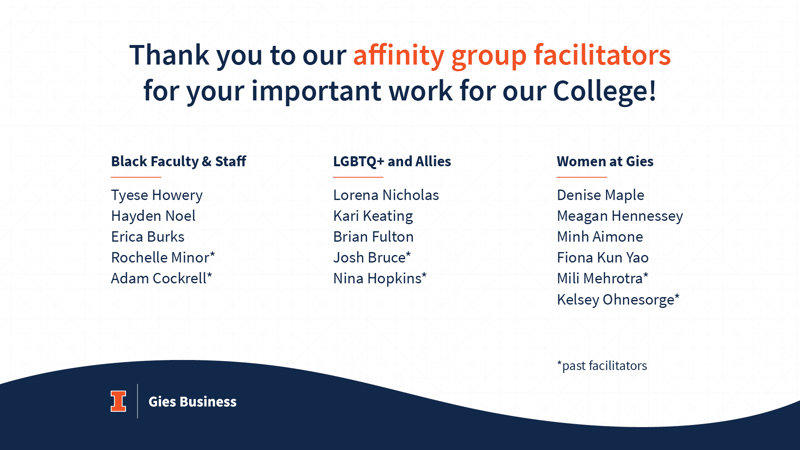 Thank you to our affinity group facilitators
for your important work for our College!
Black Faculty & Staff
Tyese Howery
Hayden Noel
Erica Burks
Rochelle Minor*
Adam Cockrell*
LGBTQ+ and Allies
Lorena Nicholas
Kari Keating
Brian Fulton
Josh Bruce*
Nina Hopkins*
Women at Gies
Denise Maple
Meagan Hennessey
Minh Aimone
Fiona Kun Yao
Mili Mehrotra*
Kelsey Ohnesorge*
*past facilitators
I
Gies Business